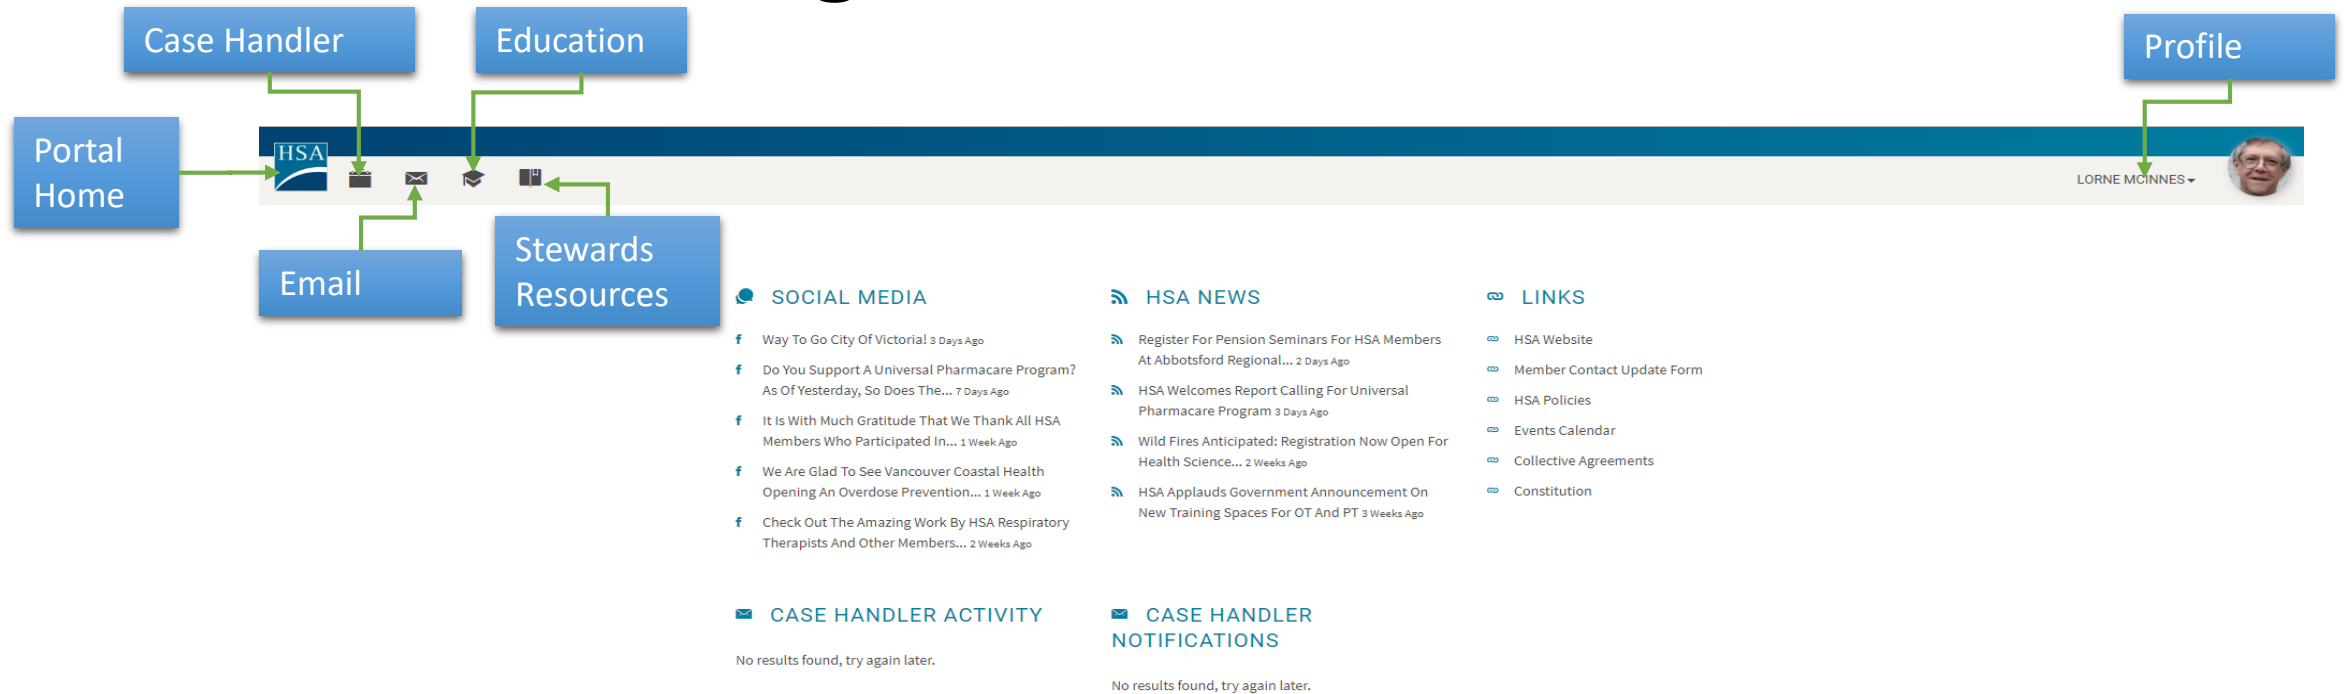 Case Handler
Education
Profile
Portal
Home
HSA
LORNE MCINNES
Email
Stewards
Resources
SOCIAL MEDIA
Way To Go City Of Victoria! 3 Days Ago
Do You Support A Universal Pharmacare Program?
As Of Yesterday, So Does The... 7 Days Ago
It Is With Much Gratitude That We Thank All HSA
Members Who Participated In... 1 Week Ago
We Are Glad To See Vancouver Coastal Health
Opening An Overdose Prevention... 1 Week Ago
Check Out The Amazing Work By HSA Respiratory
Therapists And Other Members... 2 Weeks Ago
HSA NEWS
Register For Pension Seminars For HSA Members
At Abbotsford Regional... 2 Days Ago
HSA Welcomes Report Calling For Universal
Pharmacare Program 3 Days Ago
Wild Fires Anticipated: Registration Now Open For
Health Science... 2 Weeks Ago
HSA Applauds Government Announcement On
New Training Spaces For OT And PT 3 Weeks Ago
LINKS
HSA Website
Member Contact Update Form
HSA Policies
Events Calendar
Collective Agreements
Constitution
CASE HANDLER ACTIVITY
No results found, try again later.
CASE HANDLER
NOTIFICATIONS
No results found, try again later.